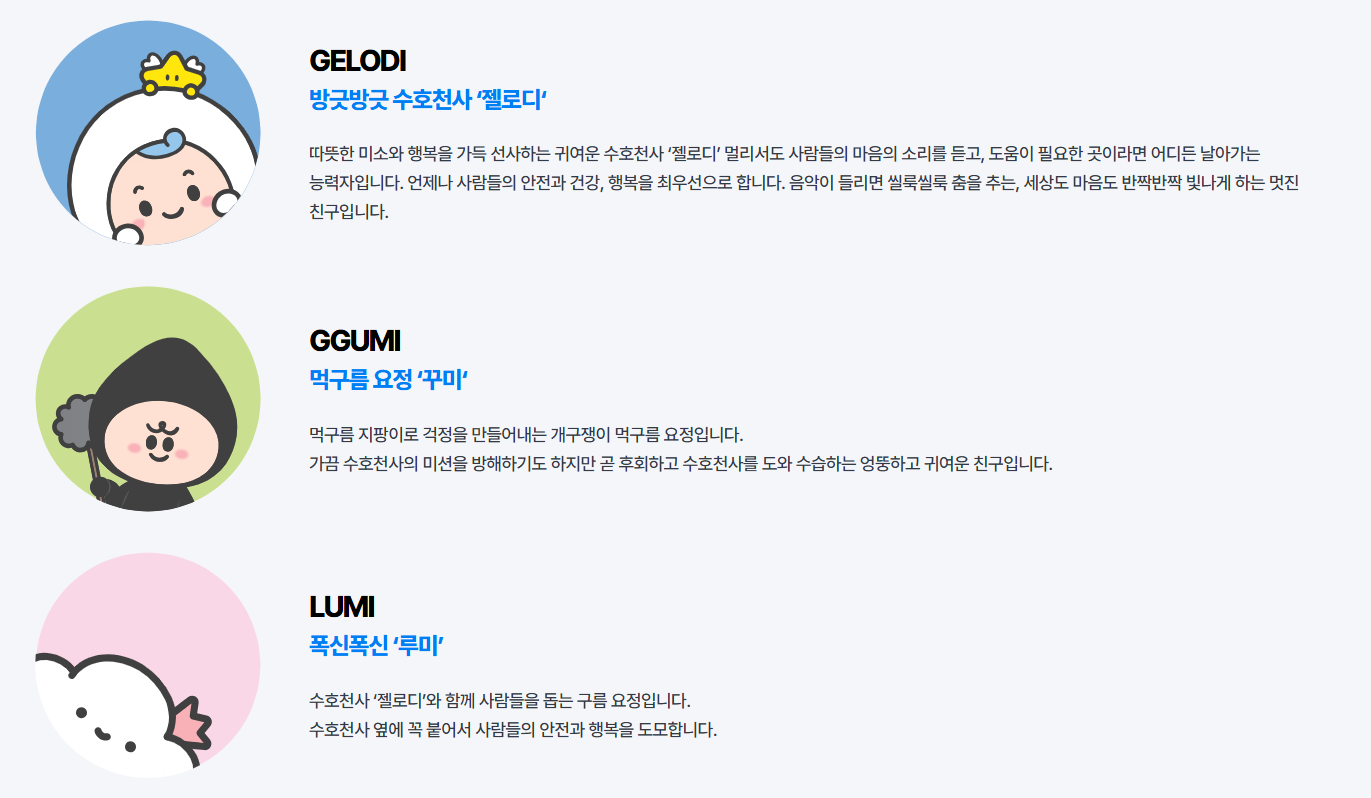 GELODI
방긋방긋 수호천사 ‘젤로디‘
따뜻한 미소와 행복을 가득 선사하는 귀여운 수호천사 ‘젤로디’ 멀리서도 사람들의 마음의 소리를 듣고, 도움이 필요한 곳이라면 어디든 날아가는
능력자입니다. 언제나 사람들의 안전과 건강, 행복을 최우선으로 합니다. 음악이 들리면 씰룩씰룩 춤을 추는, 세상도 마음도 반짝반짝 빛나게 하는 멋진
친구입니다.
GGUMI
먹구름 요정 ‘꾸미‘
먹구름 지팡이로 걱정을 만들어내는 개구쟁이 먹구름 요정입니다.
가끔 수호천사의 미션을 방해하기도 하지만 곧 후회하고 수호천사를 도와 수습하는 엉뚱하고 귀여운 친구입니다.
LUMI
폭신폭신 ‘루미’
수호천사 ‘젤로디’와 함께 사람들을 돕는 구름 요정입니다.
수호천사 옆에 꼭 붙어서 사람들의 안전과 행복을 도모합니다.